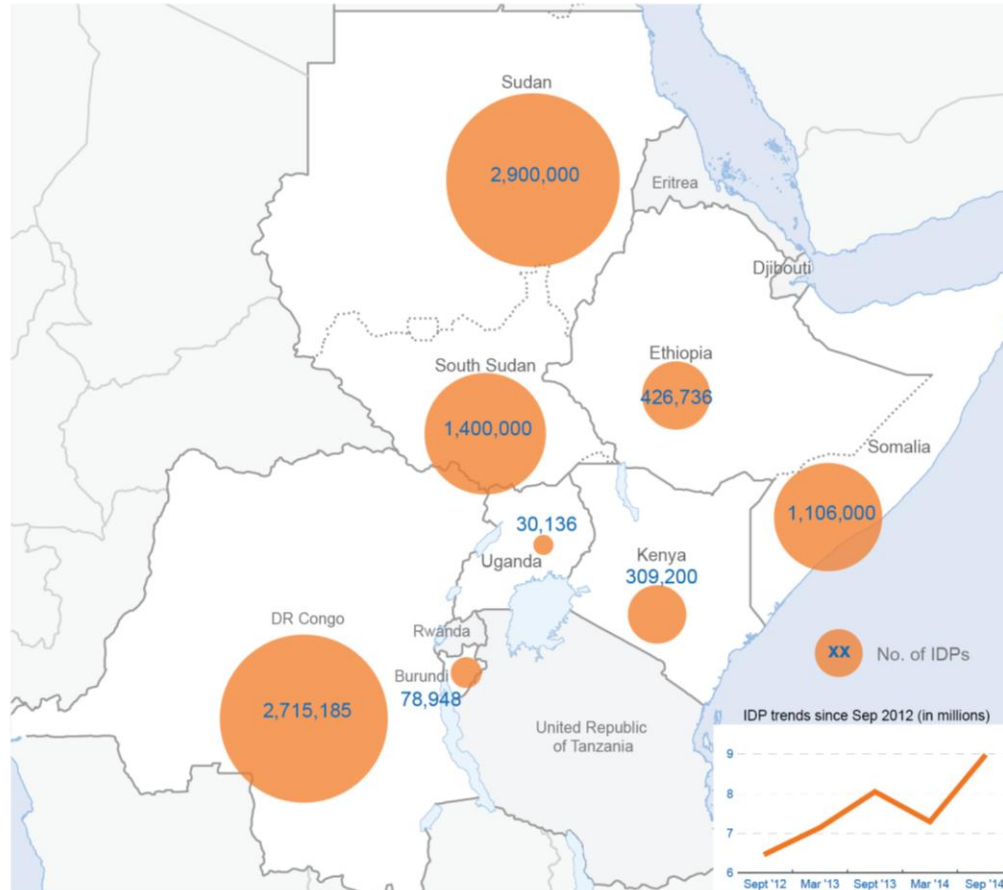 Sudan
2,900,000
Eritrea
Djibouti
Ethiopia
426,736
South Sudan
1,400,000
Somalia
1,106,000
30,136
Uganda
Kenya
309,200
DR Congo
2,715,185
Rwanda
Burundi
78,948
United Republic
of Tanzania
xx No. of IDPs
IDP trends since Sep 2012 (in millions)
9
8
7
6
Sept '12 Mar '13 Sept '13 Mar '14 Sep '14